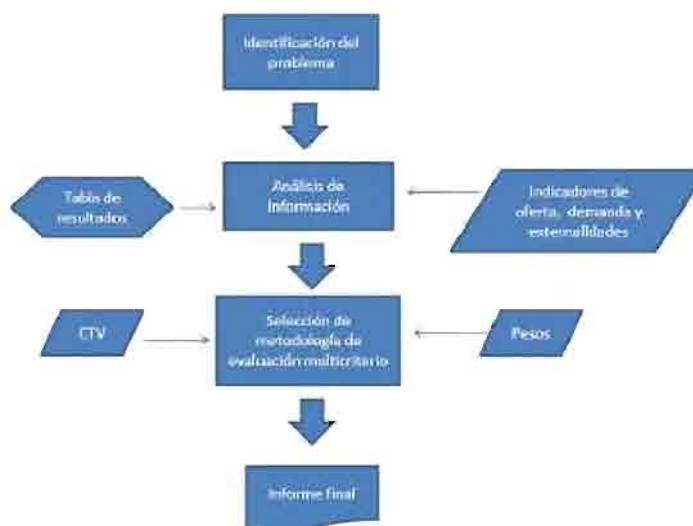 Identificación del
problema
Tabla de
resultados
Análisis de
Información
Indicadores de
oferta, demanda y
externalidades
CTV
Selección de
metodología de
evaluación multicriterio
Pesos
Informe final